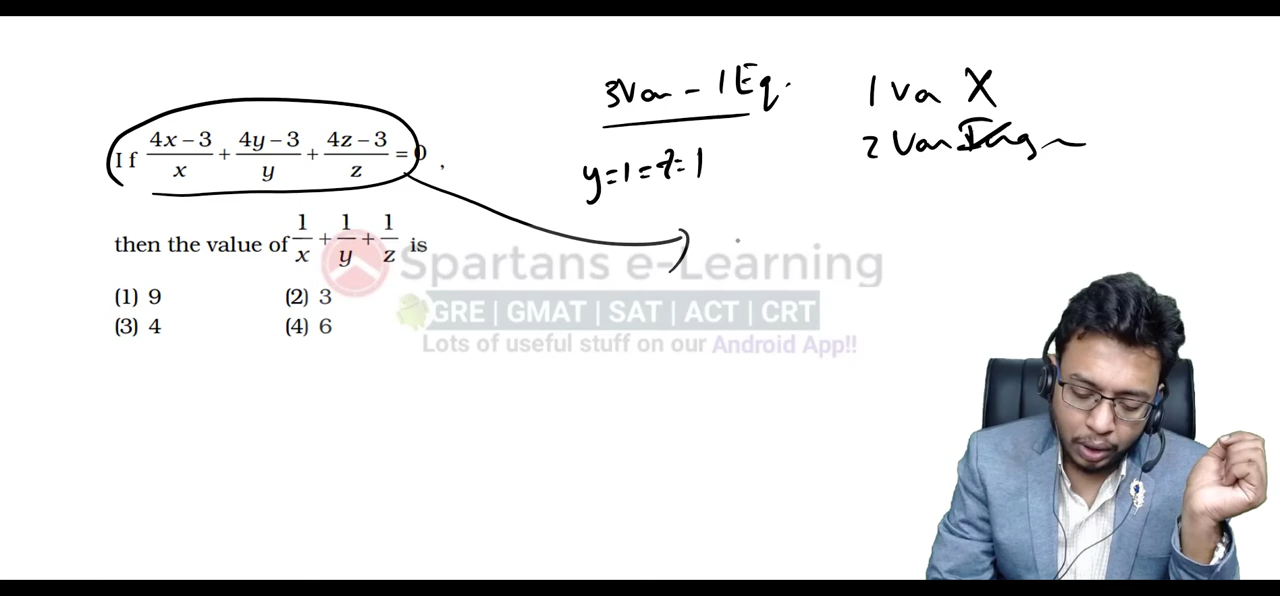 If (4x – 3)/x + (4y – 3)/y + (4z – 3)/z = 0 ,
then the value of 1/x + 1/y + 1/z is
(1) 9 (2) 3
(3) 4 (4) 6
3Var – 1Eq.
y=1=z=1
1 Va X
2 Var
Spartans e-Learning
GRE | GMAT | SAT | ACT | CRT
Lots of useful stuff on our Android App!!